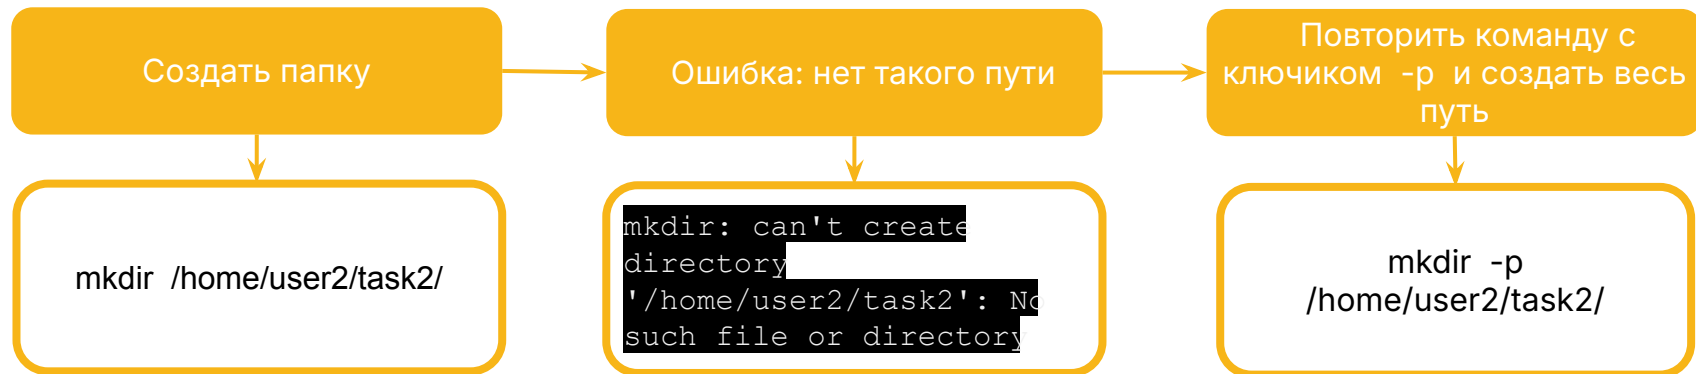 Создать папку
Ошибка: нет такого пути
Повторить команду с
ключиком -p и создать весь
путь
mkdir /home/user2/task2/
mkdir: can't create
directory
'/home/user2/task2': No
such file or directory
mkdir -p
/home/user2/task2/